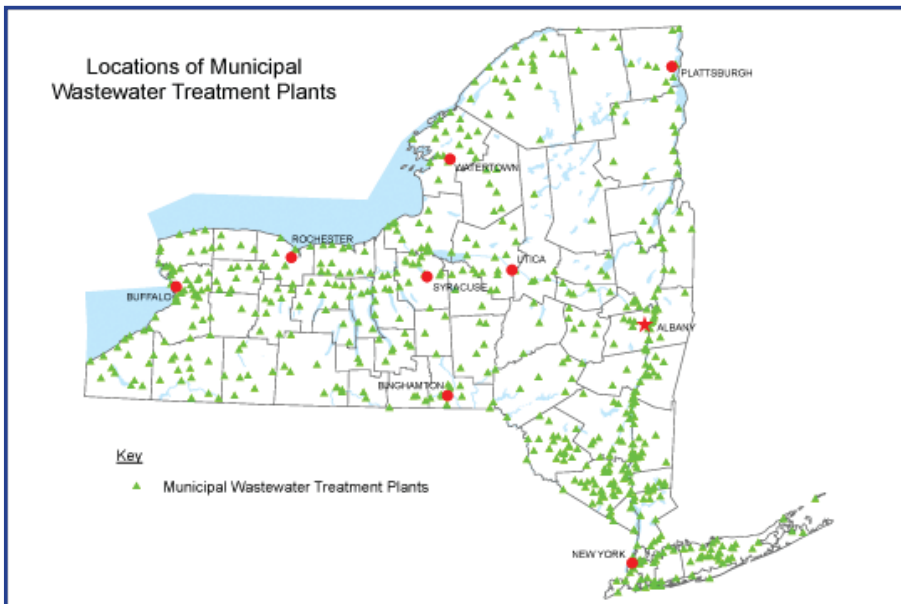 Locations of Municipal
Wastewater Treatment Plants
PLATTSBURGH
WATERTOWN
ROCHESTER
UTICA
SYRACUSE
BUFFALO
ALBANY
BINGHAMTON
Key
Municipal Wastewater Treatment Plants
NEW YORK